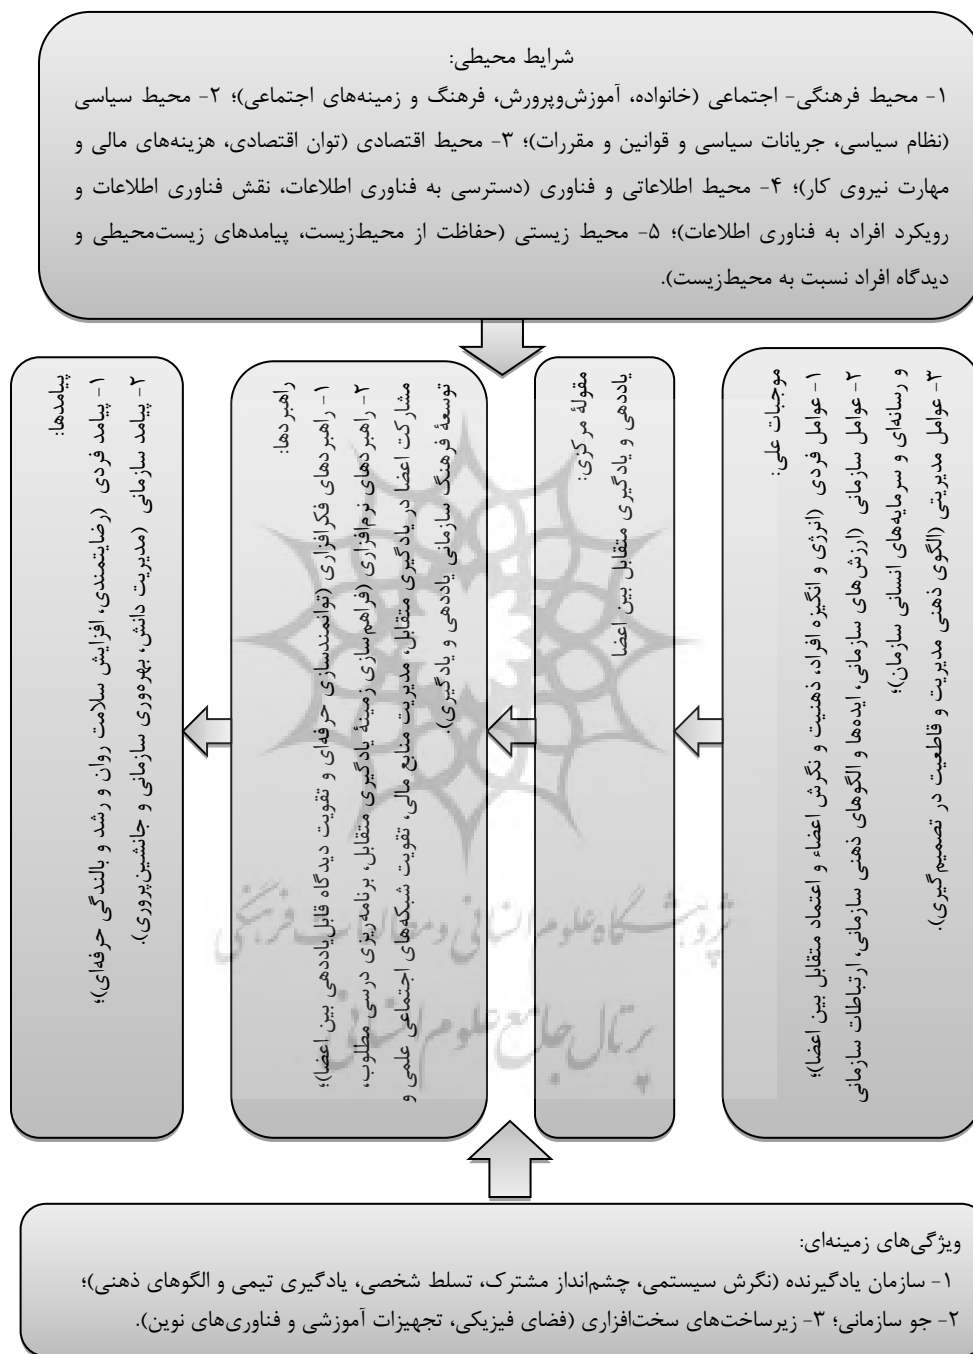 شرایط محیطی:
۱- محیط فرهنگی- اجتماعی (خانواده، آموزش‌وپرورش، فرهنگ و زمینه‌های اجتماعی)؛ ۲- محیط سیاسی
(نظام سیاسی، جریانات سیاسی و قوانین و مقررات)؛ ۳- محیط اقتصادی (توان اقتصادی، هزینه‌های مالی و
مهارت نیروی کار)؛ ۴- محیط اطلاعاتی و فناوری (دسترسی به فناوری اطلاعات، نقش فناوری اطلاعات و
رویکرد افراد به فناوری اطلاعات)؛ ۵- محیط زیستی (حفاظت از محیط‌زیست، پیامدهای زیست‌محیطی و
دیدگاه افراد نسبت به محیط‌زیست).
موجبات علی:
۱- عوامل فردی (انرژی و انگیزه افراد، ذهنیت و نگرش اعضاء و اعتماد متقابل بین اعضا)؛
۲- عوامل سازمانی (ارزش‌های سازمانی، ایده‌ها و الگوهای ذهنی سازمانی، ارتباطات سازمانی
و رسانه‌ای و سرمایه‌های انسانی سازمان)؛
۳- عوامل مدیریتی (الگوی ذهنی مدیریت و قاطعیت در تصمیم‌گیری).
مقولهٔ مرکزی:
یاددهی و یادگیری متقابل بین اعضا
راهبردها:
۱- راهبردهای فکرافزاری (توانمندسازی حرفه‌ای و تقویت دیدگاه قابل‌یاددهی بین اعضا)؛
۲- راهبردهای نرم‌افزاری (فراهم‌سازی زمینهٔ یادگیری متقابل، برنامه‌ریزی درسی مطلوب،
مشارکت اعضا در یادگیری متقابل، مدیریت منابع مالی، تقویت شبکه‌های اجتماعی علمی و
توسعهٔ فرهنگ سازمانی یاددهی و یادگیری).
پیامدها:
۱- پیامد فردی (رضایتمندی، افزایش سلامت روان و رشد و بالندگی حرفه‌ای)؛
۲- پیامد سازمانی (مدیریت دانش، بهره‌وری سازمانی و جانشین‌پروری).
پژوهشگاه علوم انسانی و مطالعات فرهنگی
پرتال جامع علوم انسانی
ویژگی‌های زمینه‌ای:
۱- سازمان یادگیرنده (نگرش سیستمی، چشم‌انداز مشترک، تسلط شخصی، یادگیری تیمی و الگوهای ذهنی)؛
۲- جو سازمانی؛ ۳- زیرساخت‌های سخت‌افزاری (فضای فیزیکی، تجهیزات آموزشی و فناوری‌های نوین).